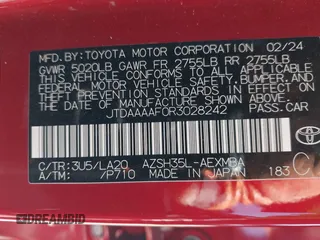 MFD. BY: TOYOTA MOTOR CORPORATION 02/24
GVWR 5020LB GAWR FR 2755LB RR 2755LB
THIS VEHICLE CONFORMS TO ALL APPLICABLE
FEDERAL MOTOR VEHICLE SAFETY, BUMPER, AND
THEFT PREVENTION STANDARDS IN EFFECT ON
THE DATE OF MANUFACTURE SHOWN ABOVE.
JTDAAAAF0R3028242 PASS.CAR
C/TR: 3U5/LA20 AZSH35L-AEXMBA C
A/TM: /P710 MADE IN JAPAN 183
TOYOTA
DREAMBID